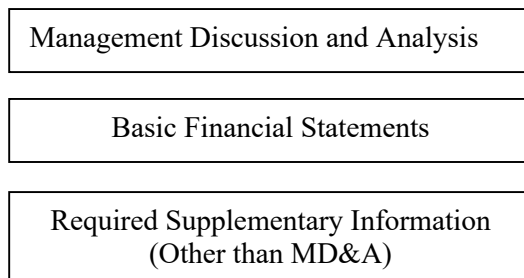 Management Discussion and Analysis
Basic Financial Statements
Required Supplementary Information
(Other than MD&A)